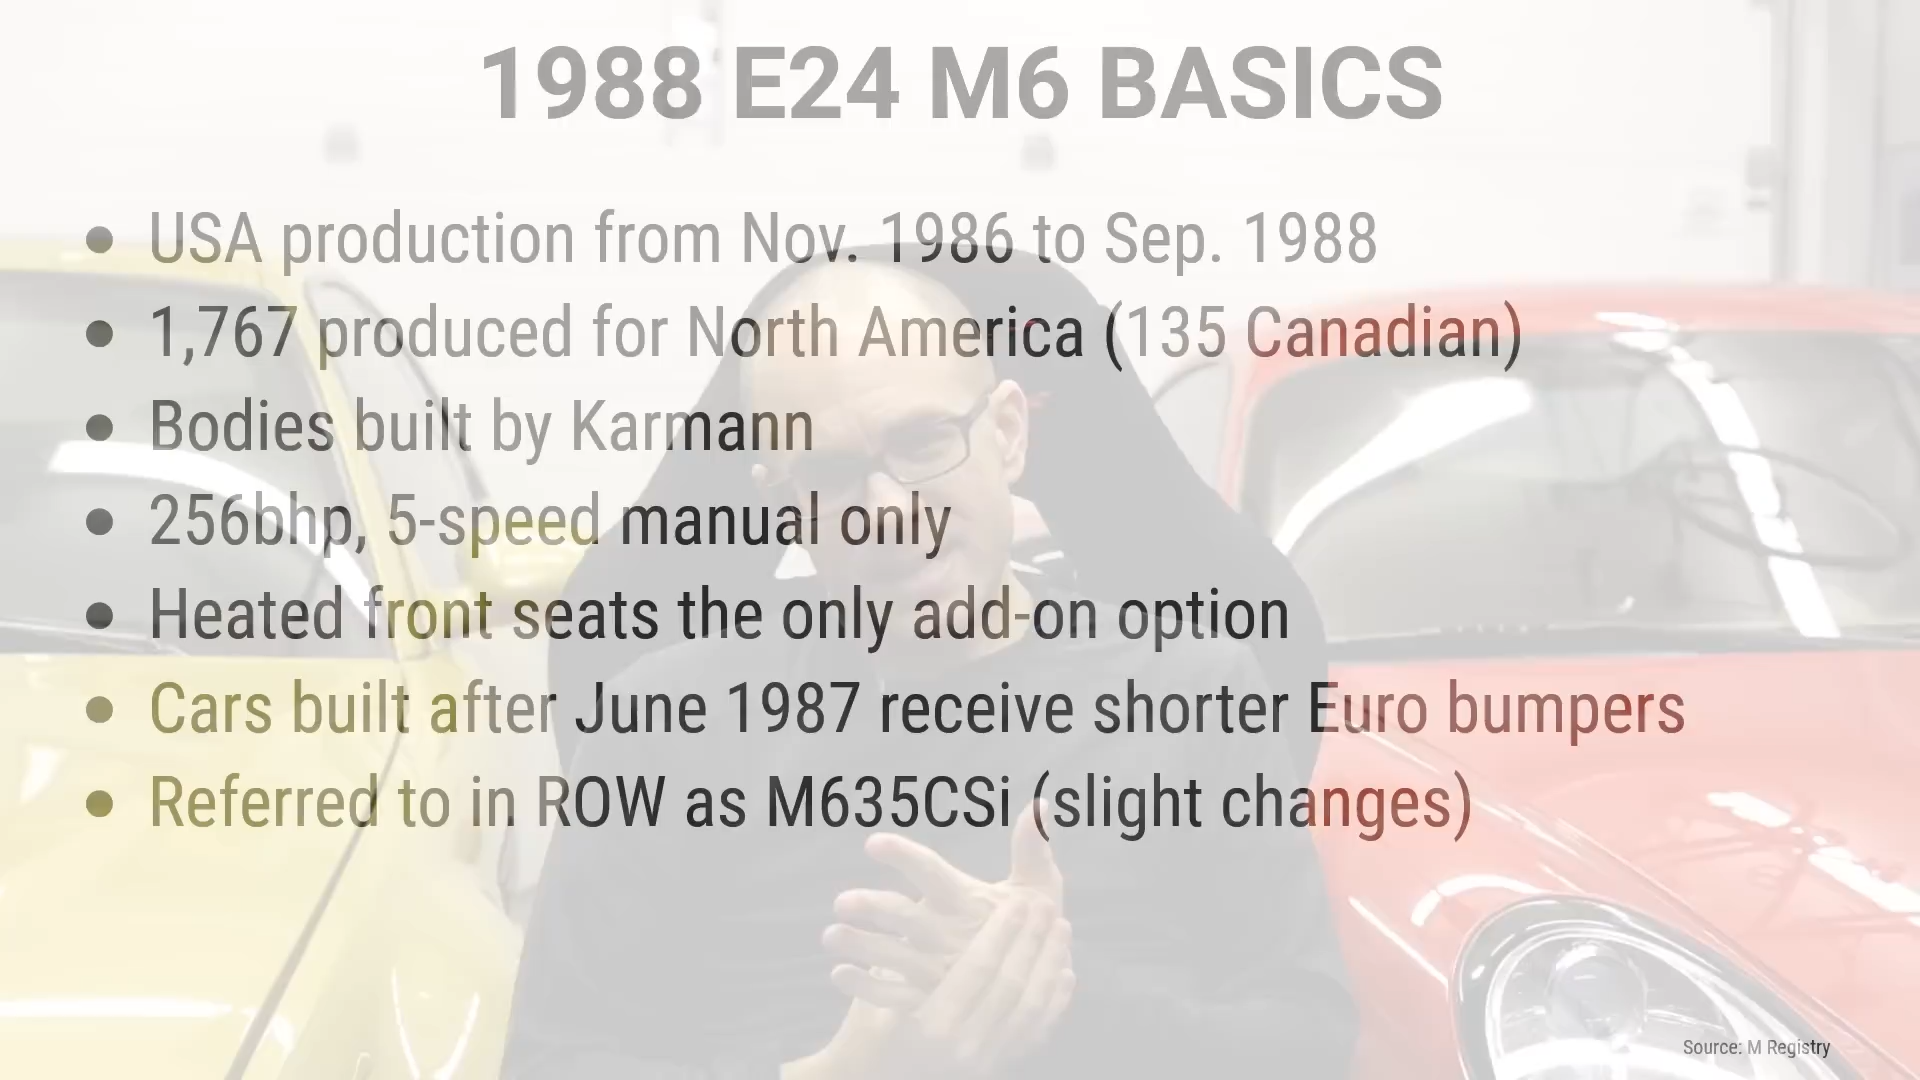 1988 E24 M6 BASICS
• USA production from Nov. 1986 to Sep. 1988
• 1,767 produced for North America (135 Canadian)
• Bodies built by Karmann
• 256bhp, 5-speed manual only
• Heated front seats the only add-on option
• Cars built after June 1987 receive shorter Euro bumpers
• Referred to in ROW as M635CSi (slight changes)
Source: M Registry